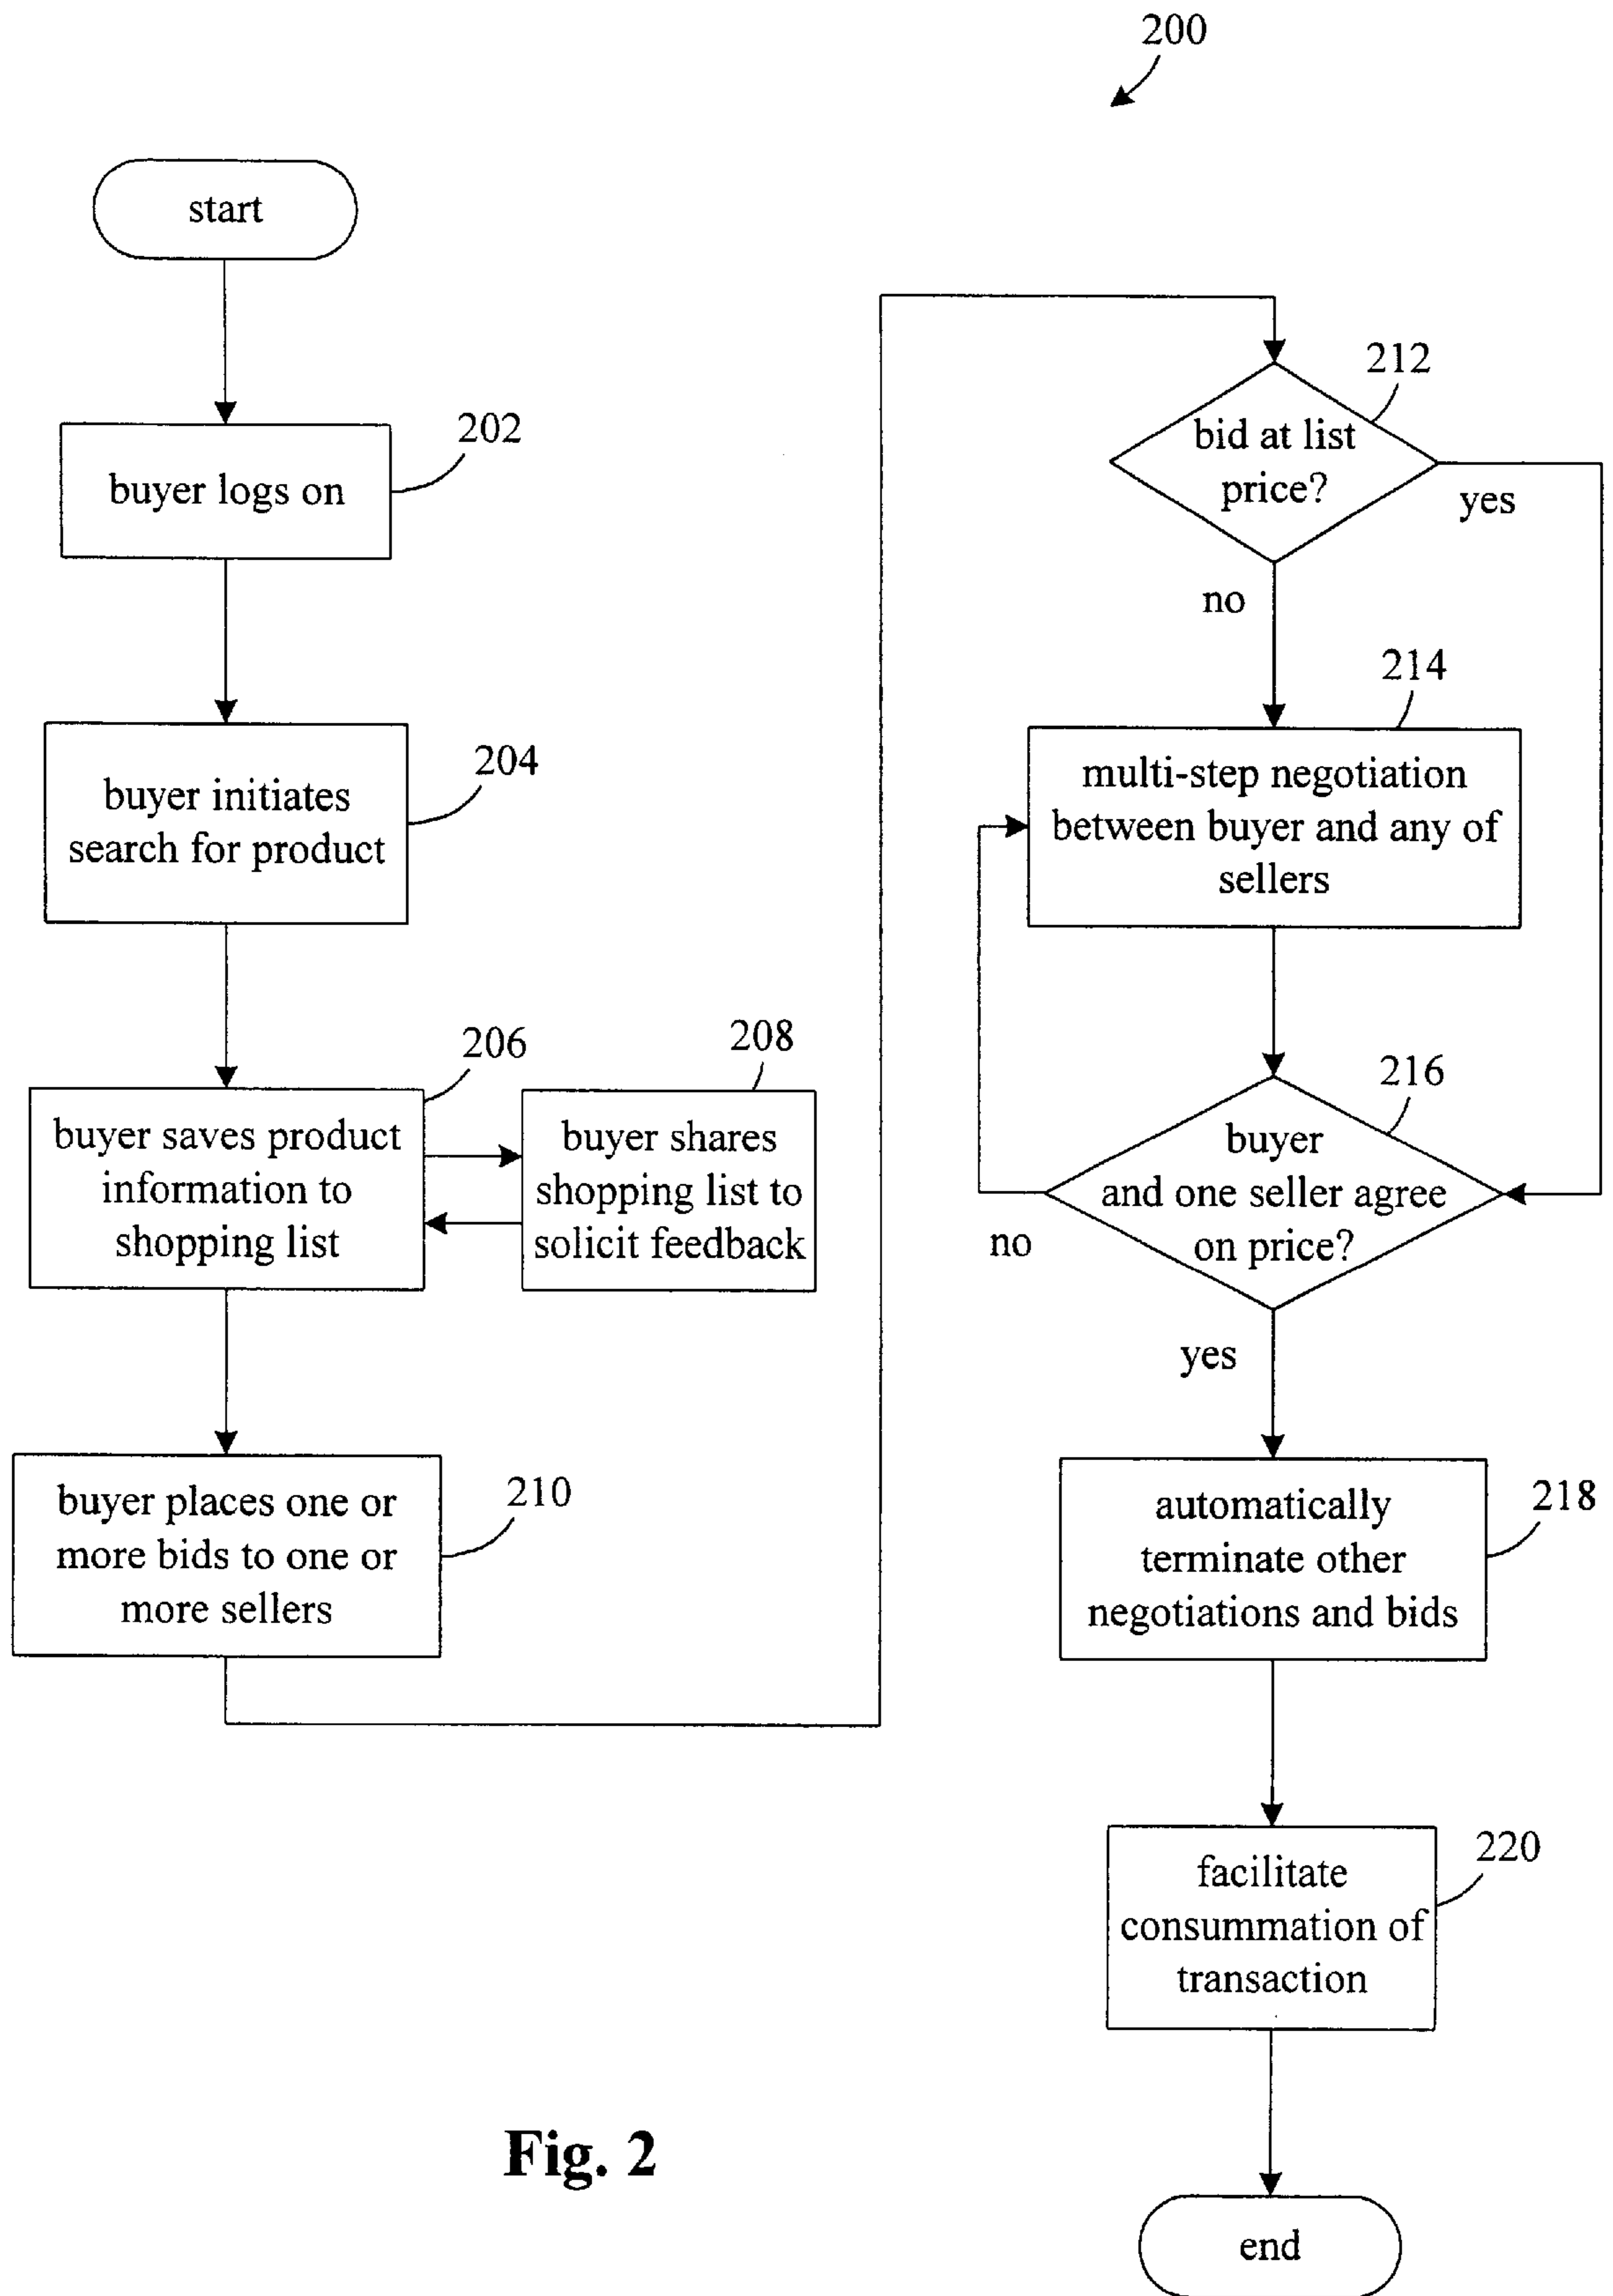 200
start
202
buyer logs on
204
buyer initiates
search for product
206
buyer saves product
information to
shopping list
208
buyer shares
shopping list to
solicit feedback
210
buyer places one or
more bids to one or
more sellers
212
bid at list
price?
yes
no
214
multi-step negotiation
between buyer and any of
sellers
216
buyer
and one seller agree
on price?
no
yes
218
automatically
terminate other
negotiations and bids
220
facilitate
consummation of
transaction
end
Fig. 2